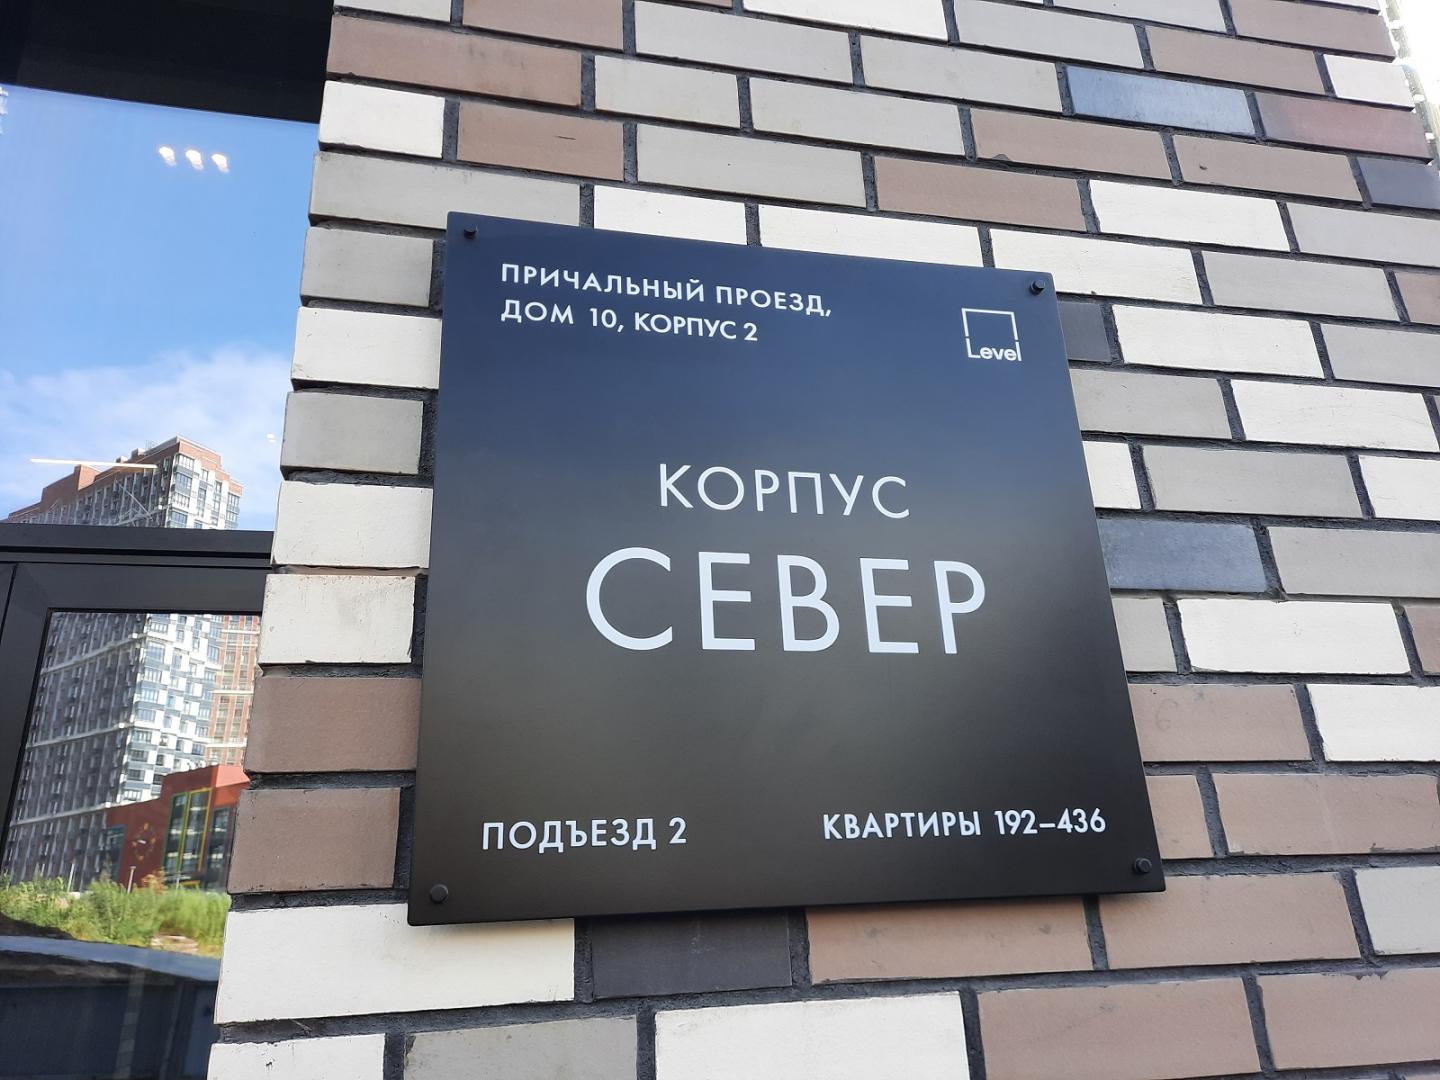 ПРИЧАЛЬНЫЙ ПРОЕЗД,
ДОМ 10, КОРПУС 2
Level
КОРПУС
СЕВЕР
ПОДЪЕЗД 2
КВАРТИРЫ 192–436